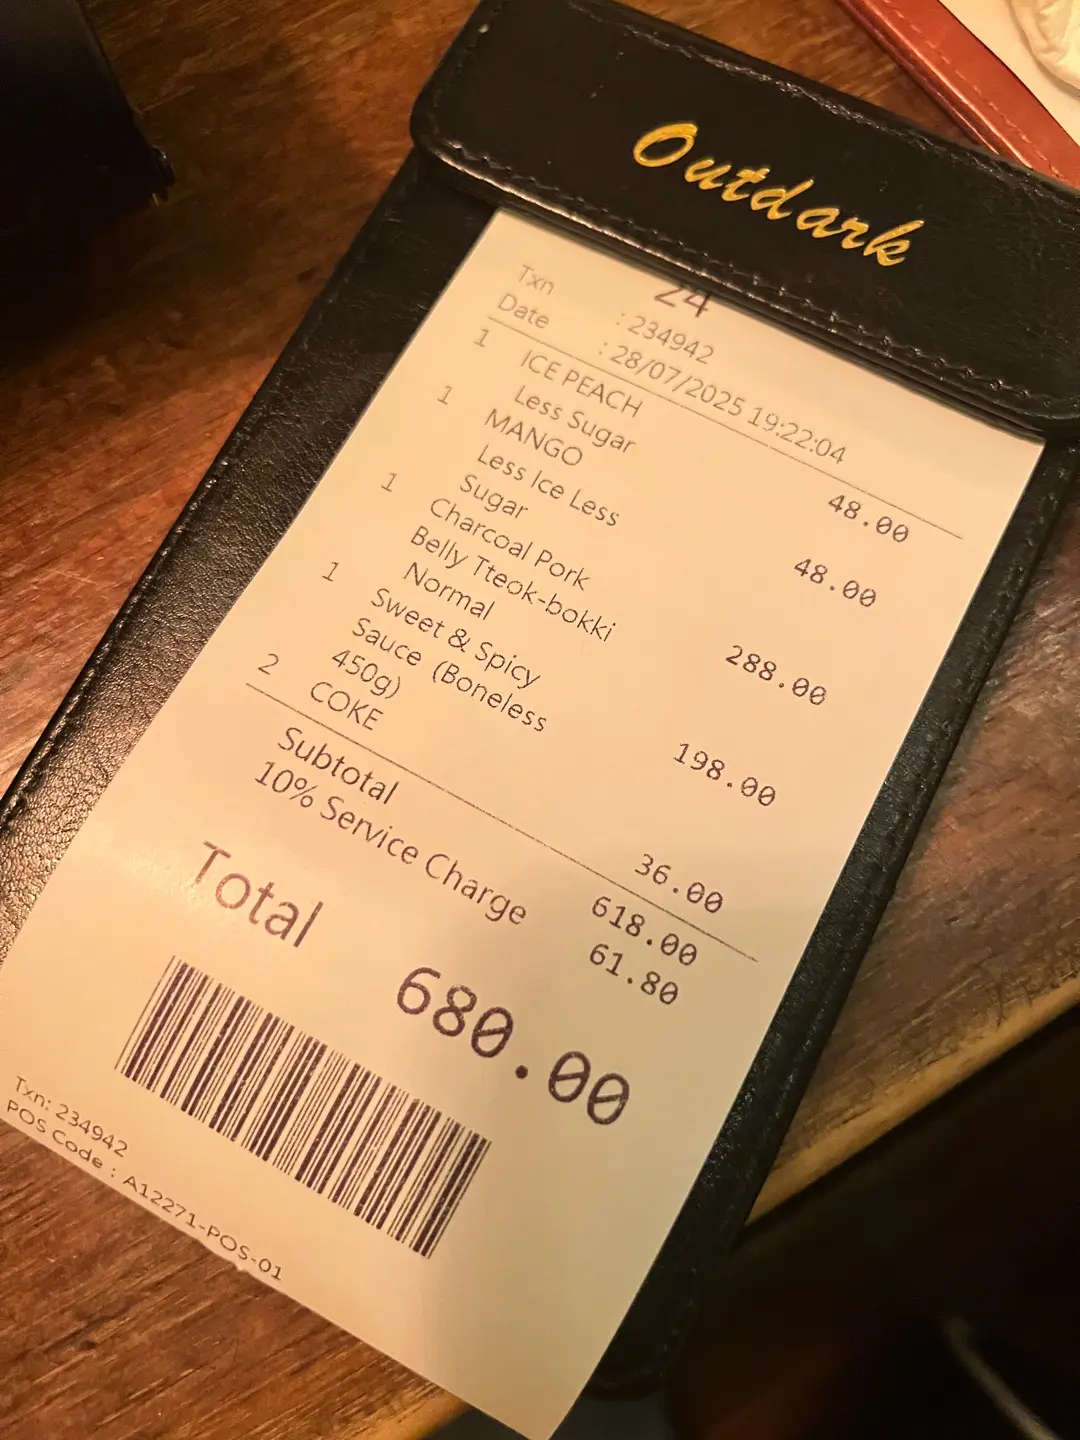 Outdark
24
Txn : 234942
Date : 28/07/2025 19:22:04
1 ICE PEACH 48.00
Less Sugar
1 MANGO 48.00
Less Ice Less
Sugar
1 Charcoal Pork 288.00
Belly Tteok-bokki
Normal
1 Sweet & Spicy 198.00
Sauce (Boneless
450g)
2 COKE 36.00
Subtotal 618.00
10% Service Charge 61.80
Total 680.00
Txn: 234942
POS Code : A12271-POS-01